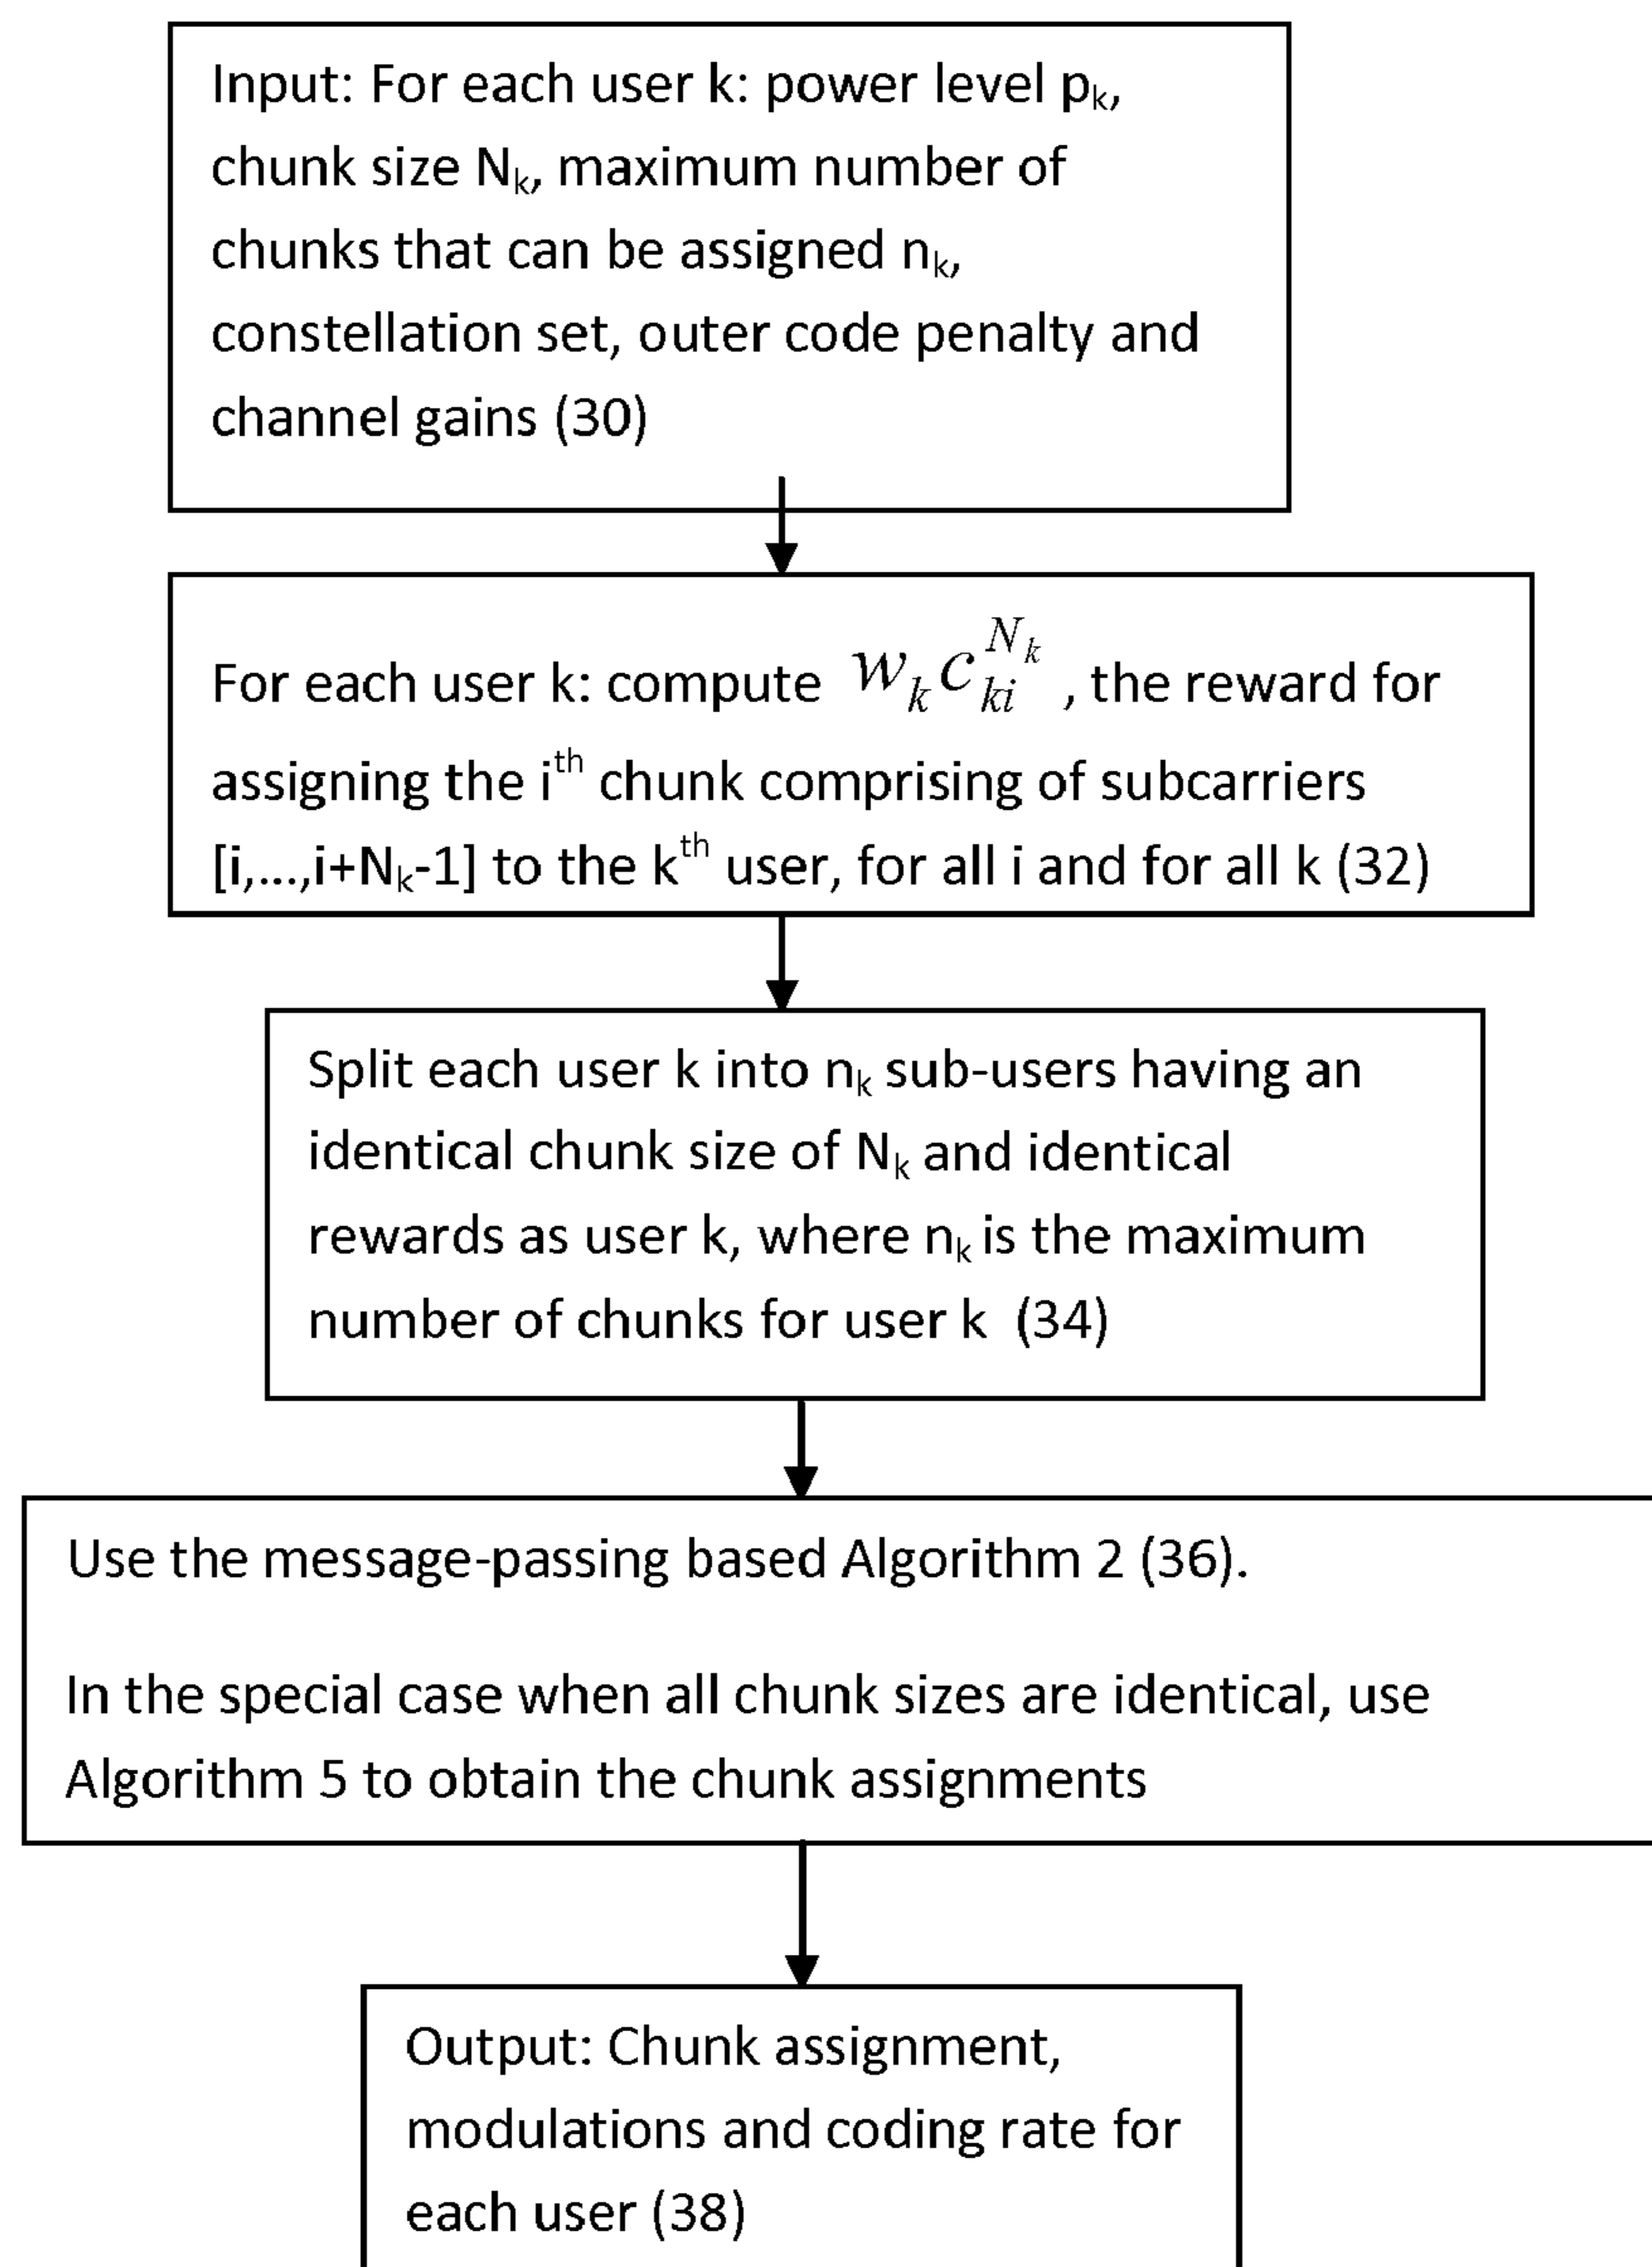 Input: For each user k: power level pₖ,
chunk size Nₖ, maximum number of
chunks that can be assigned nₖ,
constellation set, outer code penalty and
channel gains (30)
For each user k: compute w_k c_{ki}^{N_k} , the reward for
assigning the iᵗʰ chunk comprising of subcarriers
[i,...,i+Nₖ-1] to the kᵗʰ user, for all i and for all k (32)
Split each user k into nₖ sub-users having an
identical chunk size of Nₖ and identical
rewards as user k, where nₖ is the maximum
number of chunks for user k (34)
Use the message-passing based Algorithm 2 (36).
In the special case when all chunk sizes are identical, use
Algorithm 5 to obtain the chunk assignments
Output: Chunk assignment,
modulations and coding rate for
each user (38)